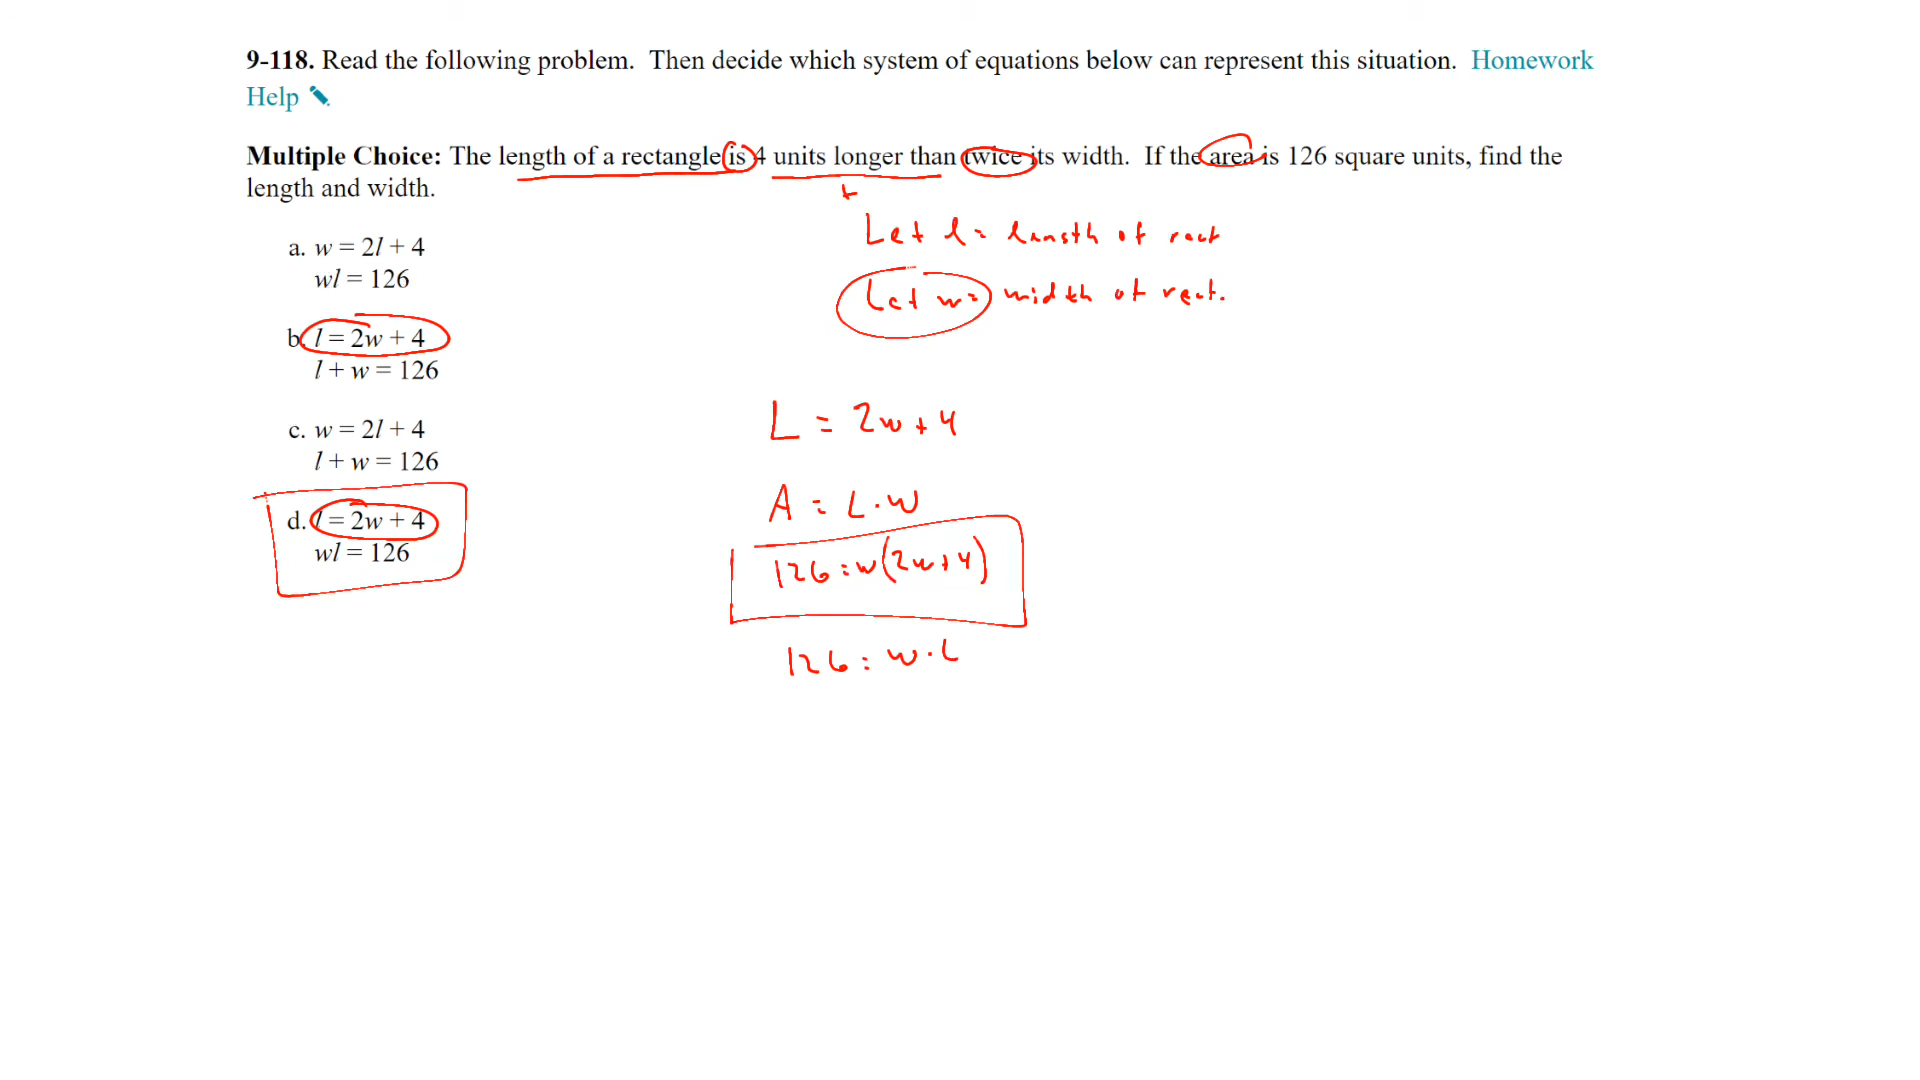 9-118. Read the following problem. Then decide which system of equations below can represent this situation. Homework
Help
Multiple Choice: The length of a rectangle is 4 units longer than twice its width. If the area is 126 square units, find the
length and width.
+
a. w = 2l + 4
wl = 126
b. l = 2w + 4
l + w = 126
c. w = 2l + 4
l + w = 126
d. l = 2w + 4
wl = 126
Let l = length of rect
Let w = width of rect.
L = 2w + 4
A = L · w
126 = w(2w+4)
126 = w · L